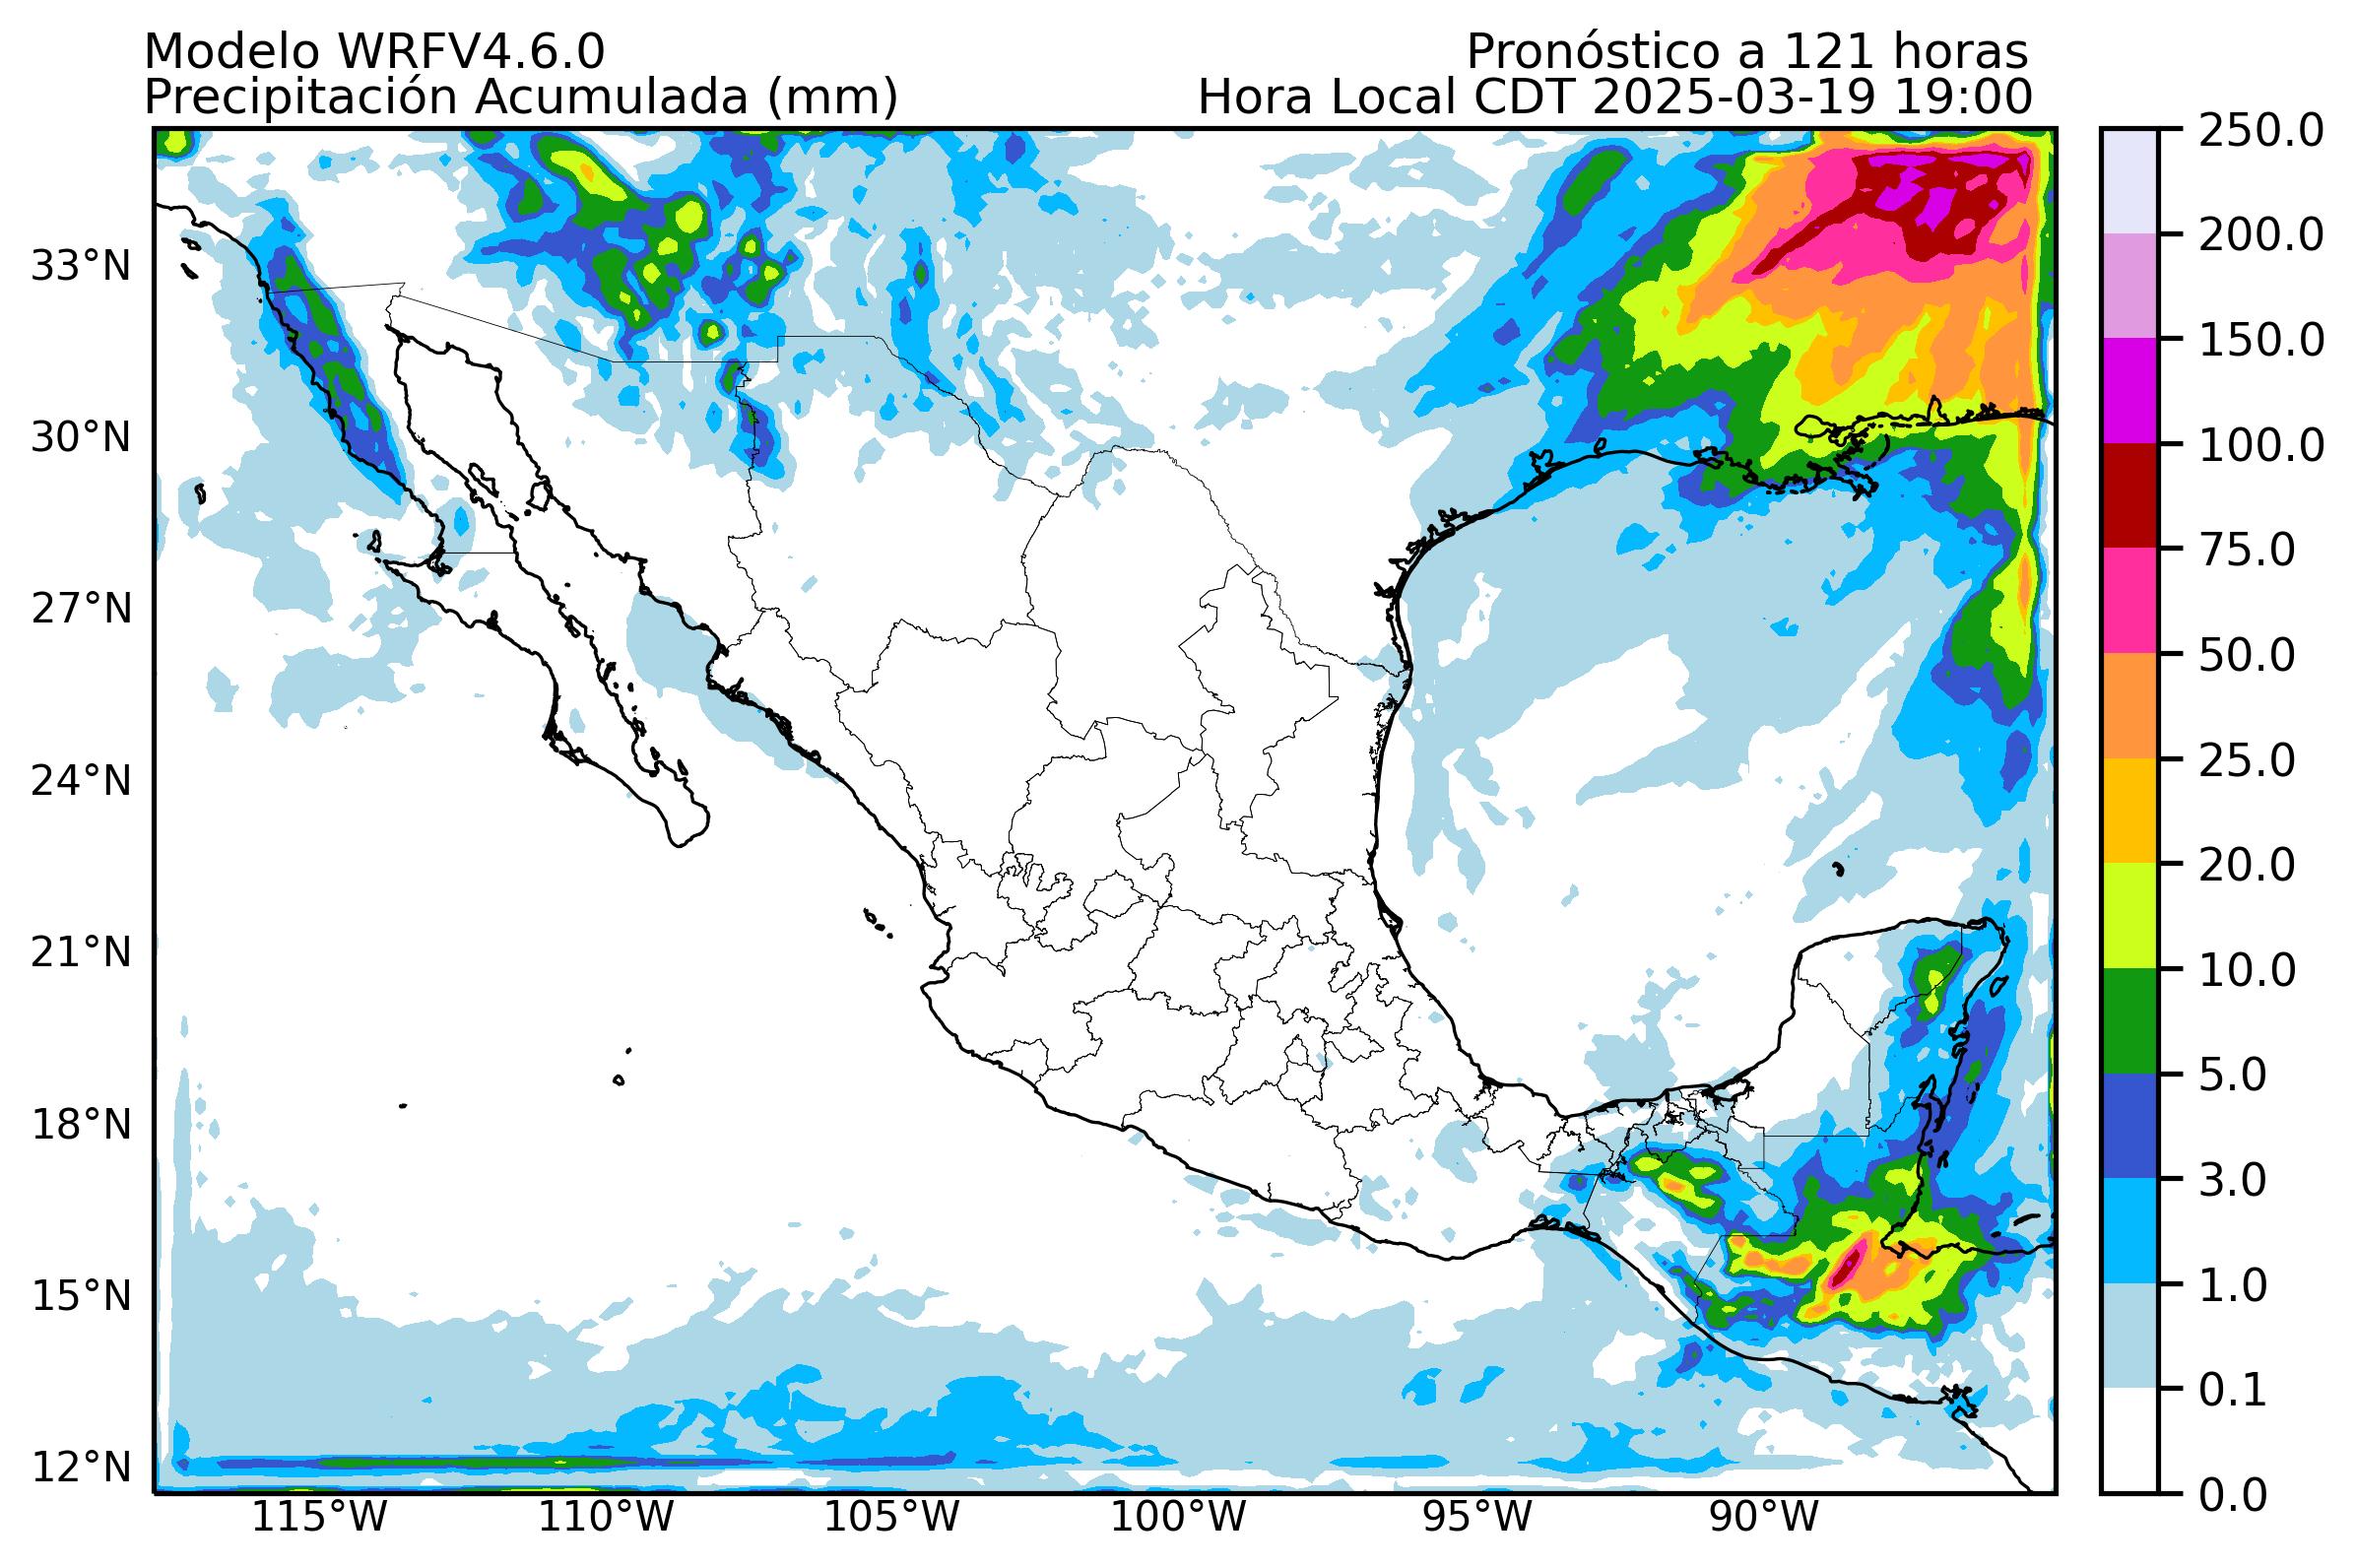 Modelo WRFV4.6.0
Pronóstico a 121 horas
Precipitación Acumulada (mm)
Hora Local CDT 2025-03-19 19:00
33°N
30°N
27°N
24°N
21°N
18°N
15°N
12°N
115°W
110°W
105°W
100°W
95°W
90°W
250.0
200.0
150.0
100.0
75.0
50.0
25.0
20.0
10.0
5.0
3.0
1.0
0.1
0.0